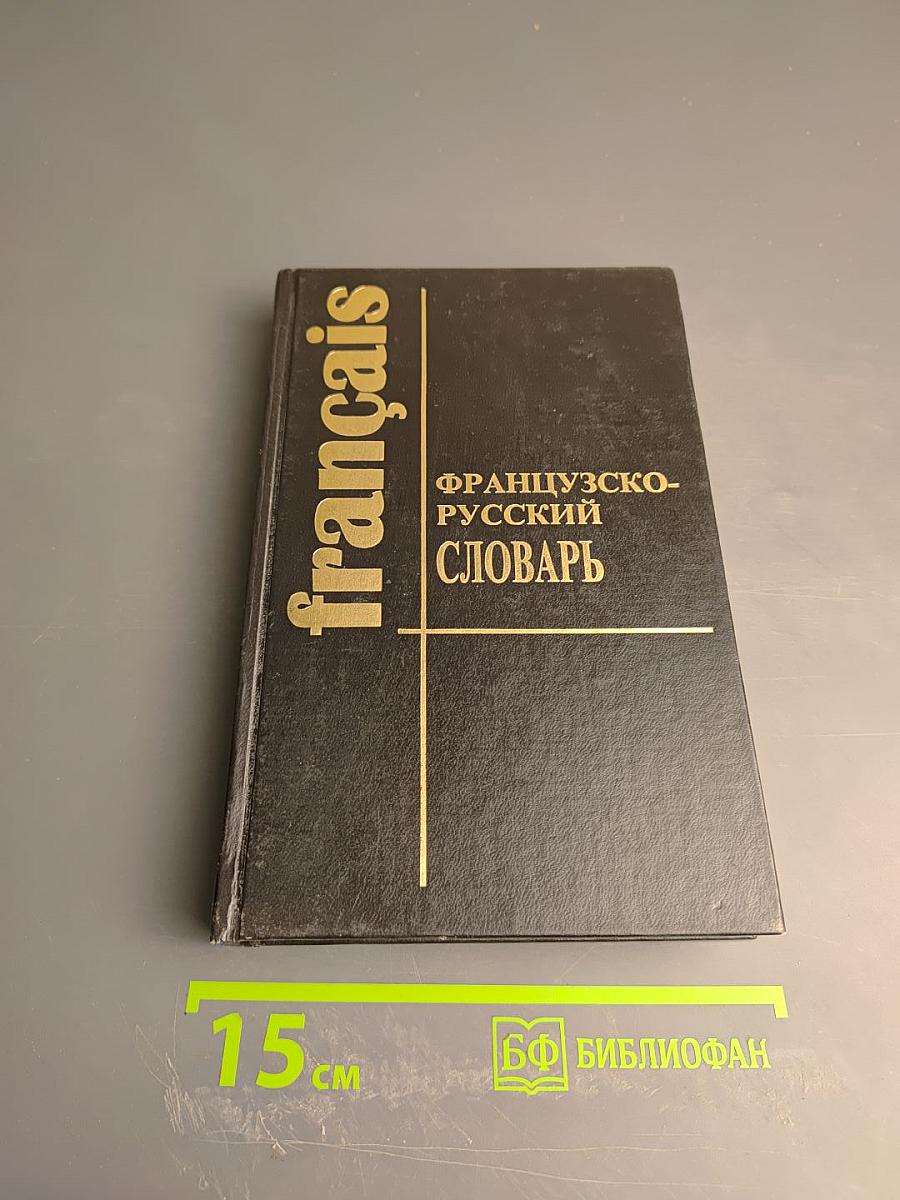 français
ФРАНЦУЗСКО-
РУССКИЙ
СЛОВАРЬ
15 см
БФ БИБЛИОФАН